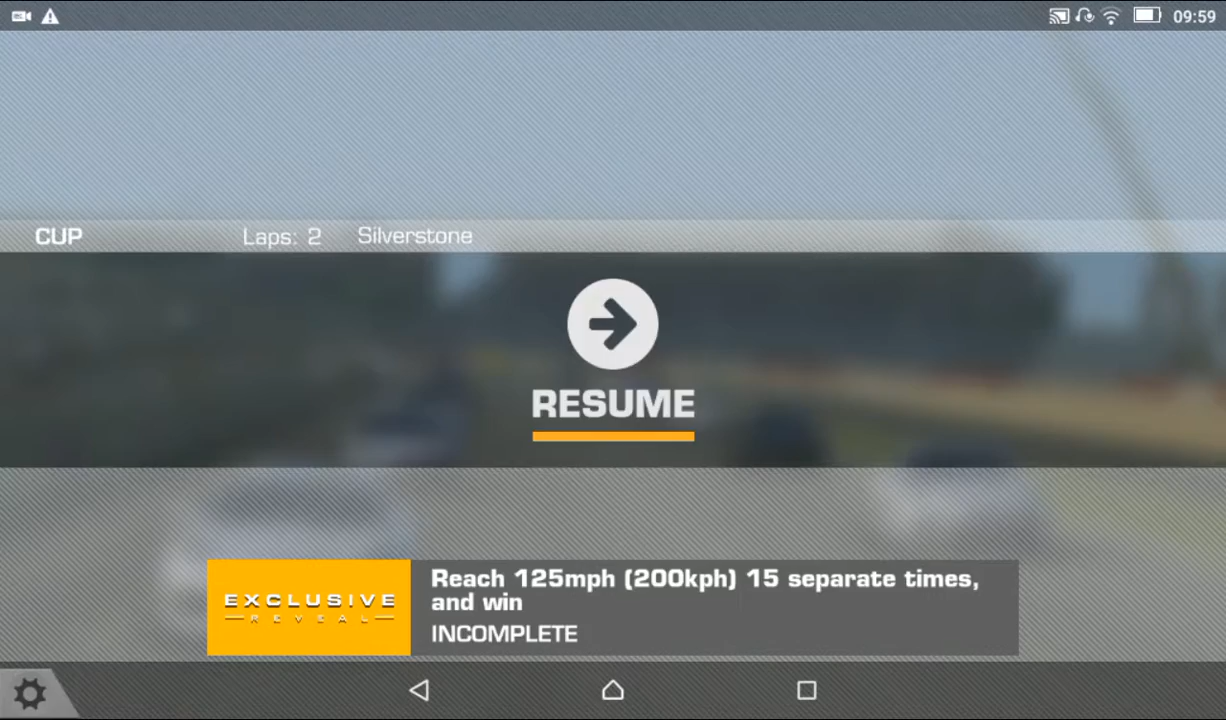 09:59
CUP Laps: 2 Silverstone
RESUME
EXCLUSIVE
REVEAL
Reach 125mph (200kph) 15 separate times,
and win
INCOMPLETE